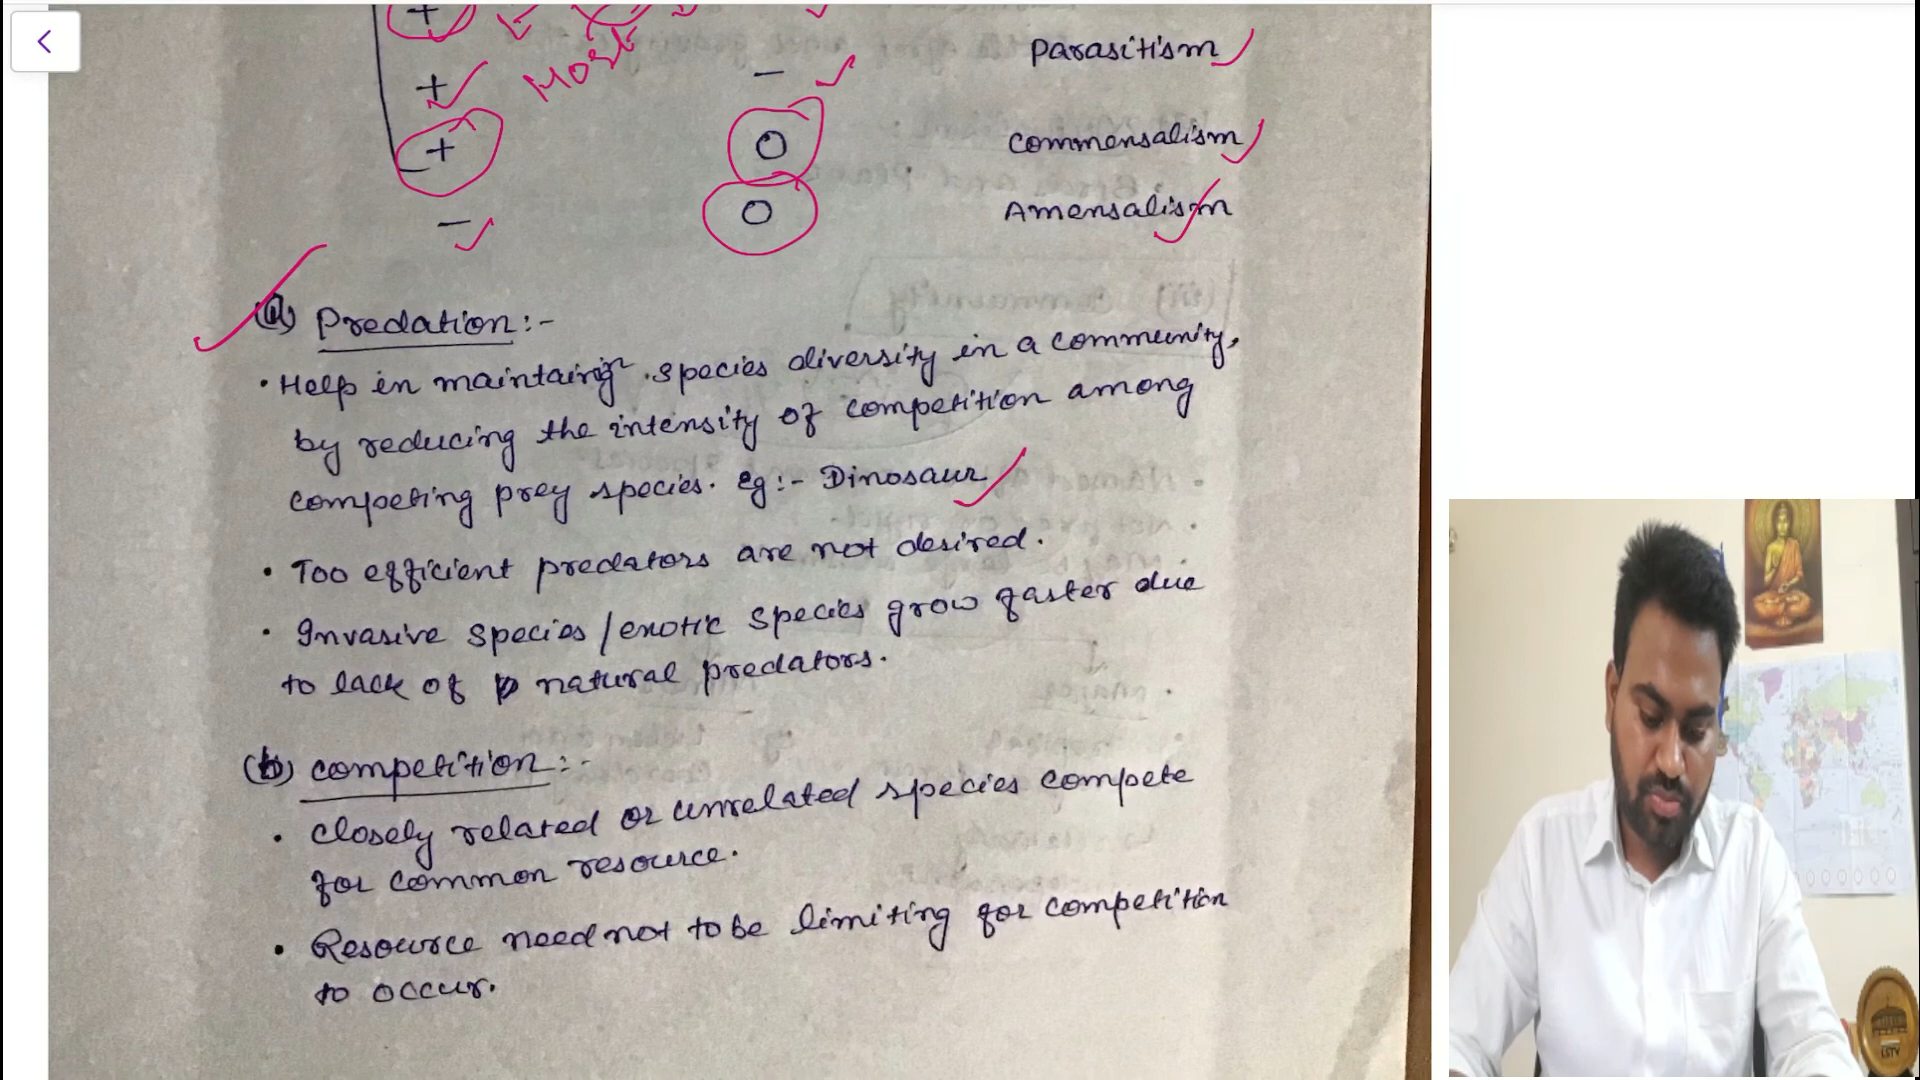 +
+ Host - Parasitism
+ O Commensalism
- O Amensalism
(a) Predation:-
• Help in maintaining species diversity in a community,
by reducing the intensity of competition among
competing prey species. Eg:- Dinosaur
• Too efficient predators are not desired.
• Invasive species/exotic species grow faster due
to lack of natural predators.
(b) competition:-
• closely related or unrelated species compete
for common resource.
• Resource need not to be limiting for competition
to occur.
LSTV